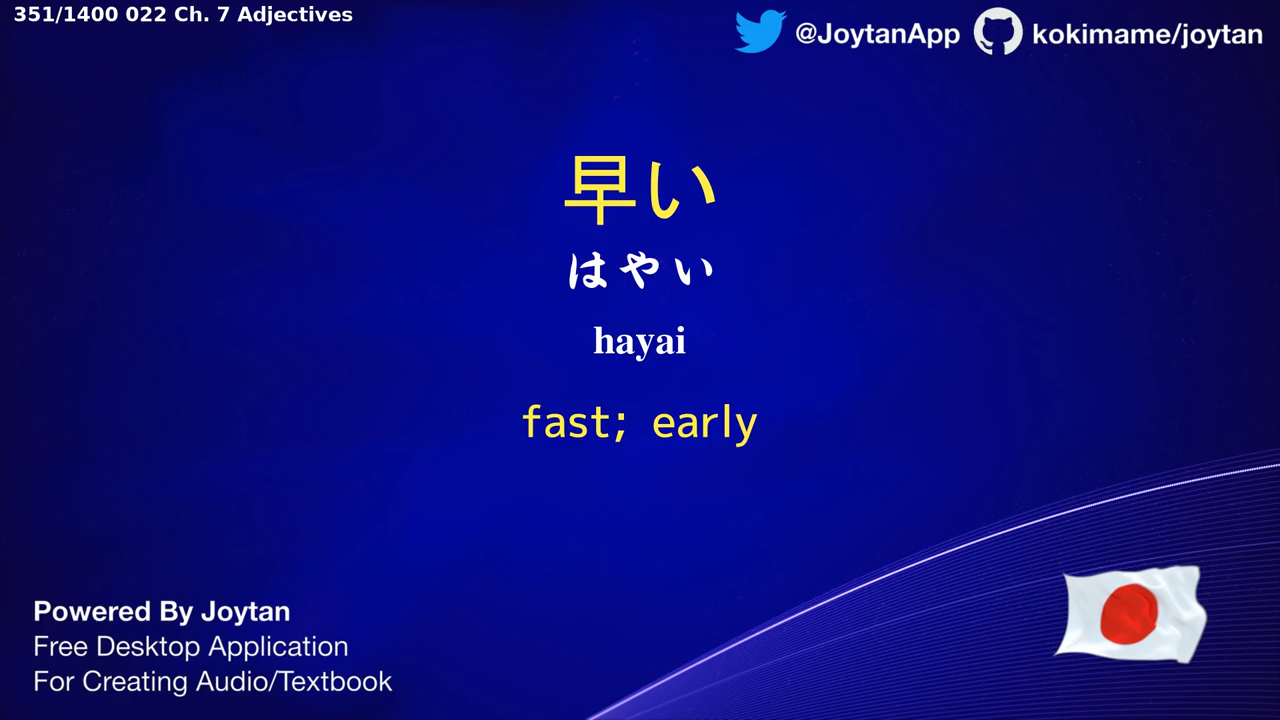 351/1400 022 Ch. 7 Adjectives
@JoytanApp kokimame/joytan
早い
はやい
hayai
fast; early
Powered By Joytan
Free Desktop Application
For Creating Audio/Textbook